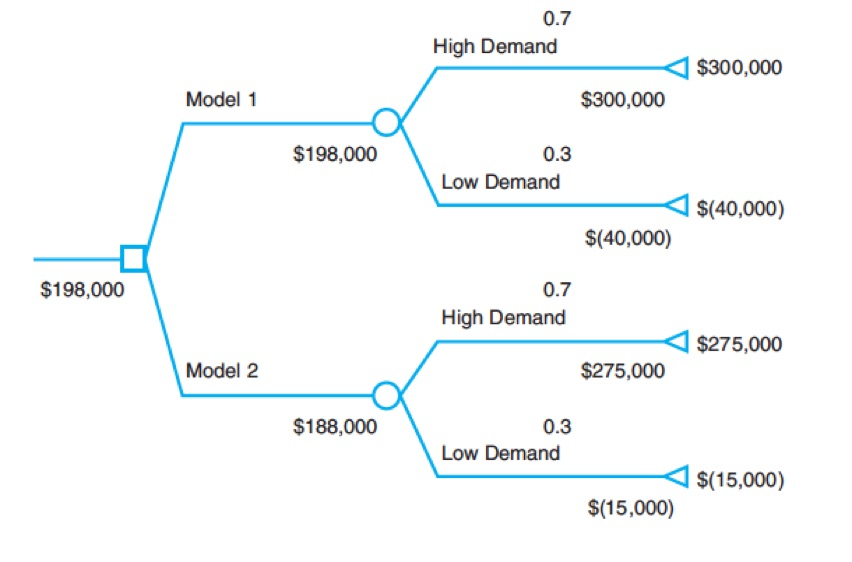 0.7
High Demand
$300,000
$300,000
Model 1
$198,000
0.3
Low Demand
$(40,000)
$(40,000)
$198,000
0.7
High Demand
$275,000
$275,000
Model 2
$188,000
0.3
Low Demand
$(15,000)
$(15,000)